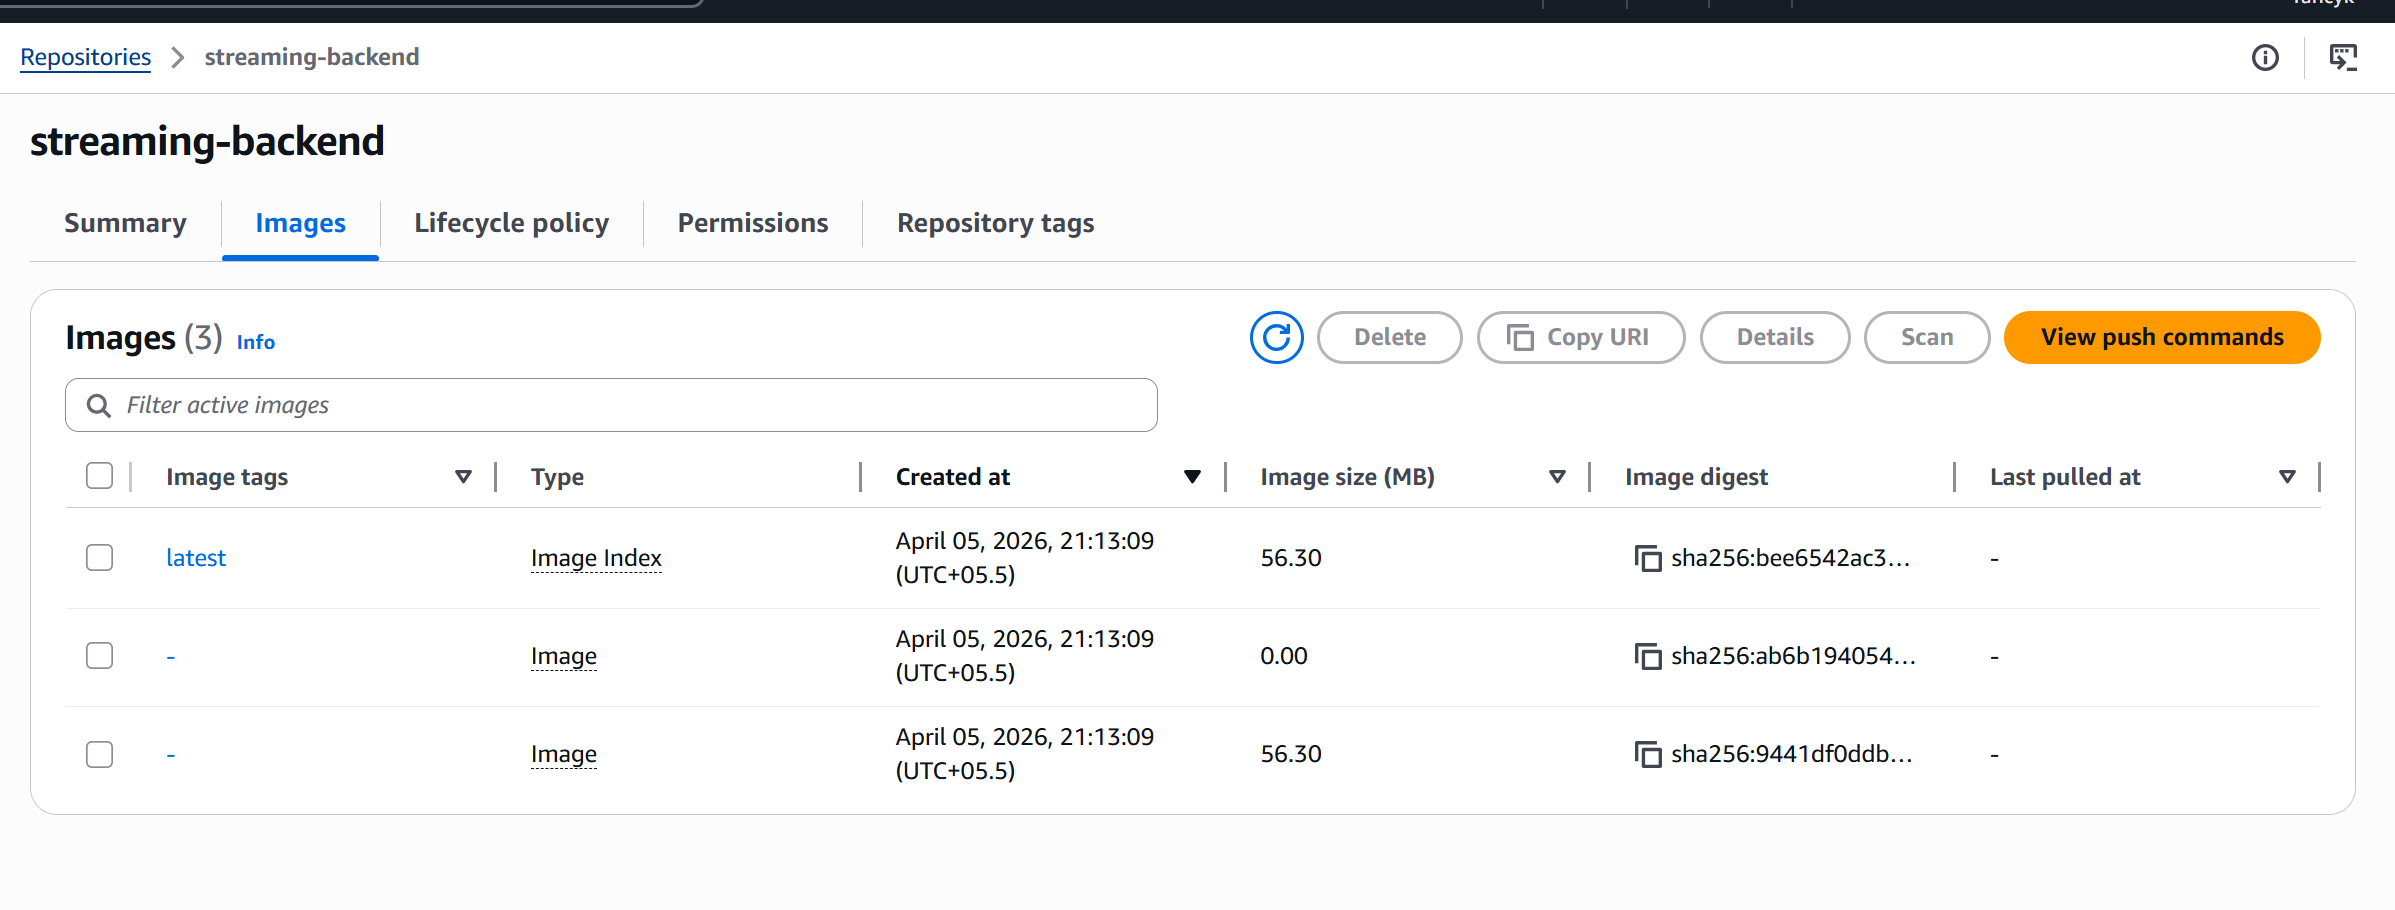 Repositories > streaming-backend
streaming-backend
Summary Images Lifecycle policy Permissions Repository tags
Images (3) Info Delete Copy URI Details Scan View push commands
Filter active images
Image tags Type Created at Image size (MB) Image digest Last pulled at
latest Image Index April 05, 2026, 21:13:09 (UTC+05.5) 56.30 sha256:bee6542ac3... -
- Image April 05, 2026, 21:13:09 (UTC+05.5) 0.00 sha256:ab6b194054... -
- Image April 05, 2026, 21:13:09 (UTC+05.5) 56.30 sha256:9441df0ddb... -